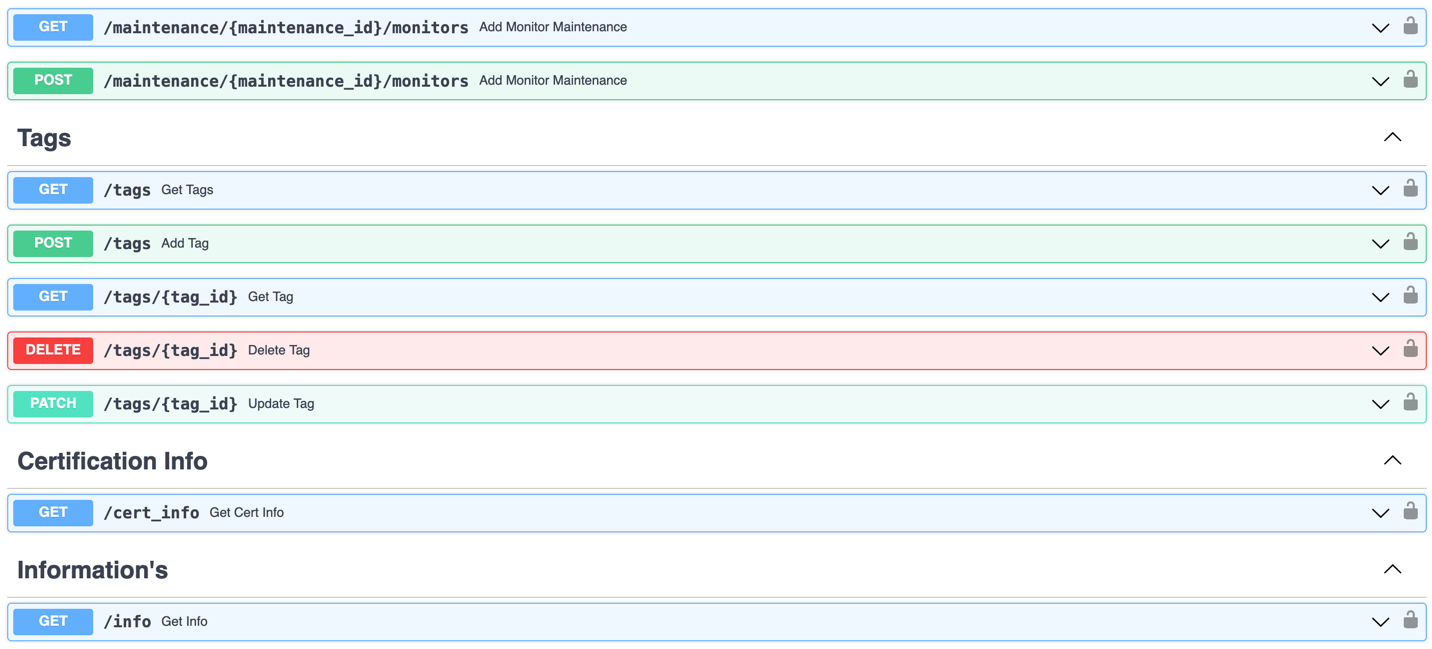 GET /maintenance/{maintenance_id}/monitors Add Monitor Maintenance
POST /maintenance/{maintenance_id}/monitors Add Monitor Maintenance
Tags
GET /tags Get Tags
POST /tags Add Tag
GET /tags/{tag_id} Get Tag
DELETE /tags/{tag_id} Delete Tag
PATCH /tags/{tag_id} Update Tag
Certification Info
GET /cert_info Get Cert Info
Information's
GET /info Get Info